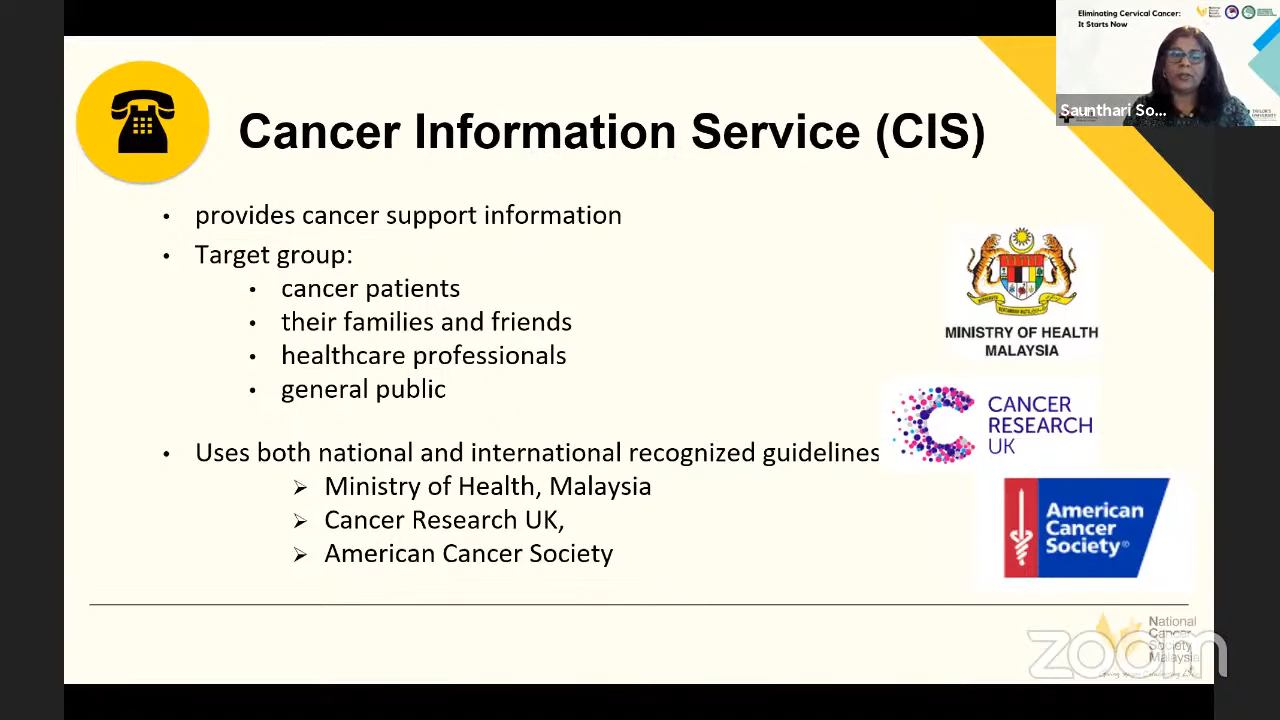 Eliminating Cervical Cancer:
It Starts Now
Saunthari So...
TAYLOR'S
UNIVERSITY
Cancer Information Service (CIS)
• provides cancer support information
• Target group:
• cancer patients
• their families and friends
• healthcare professionals
• general public
• Uses both national and international recognized guidelines
➢ Ministry of Health, Malaysia
➢ Cancer Research UK,
➢ American Cancer Society
MINISTRY OF HEALTH
MALAYSIA
CANCER
RESEARCH
UK
American
Cancer
Society®
National
Cancer
Society
Malaysia
zoom